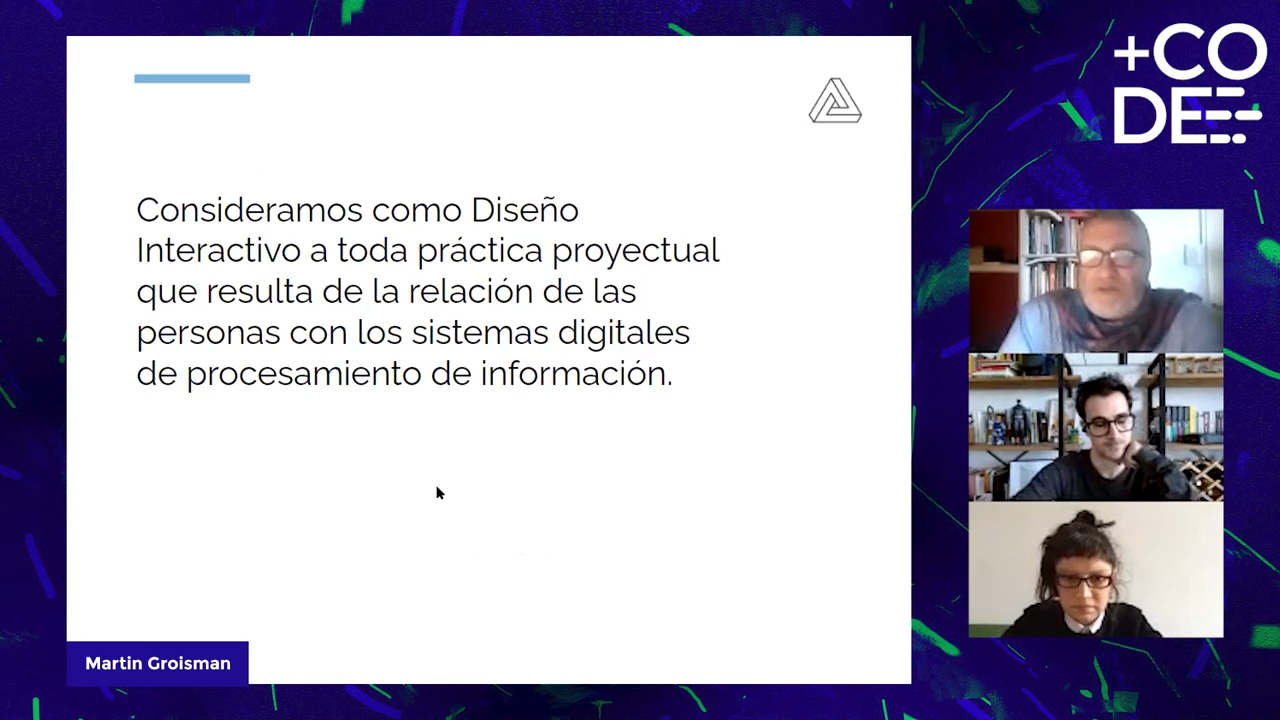 +CO
DE
Consideramos como Diseño
Interactivo a toda práctica proyectual
que resulta de la relación de las
personas con los sistemas digitales
de procesamiento de información.
Martin Groisman